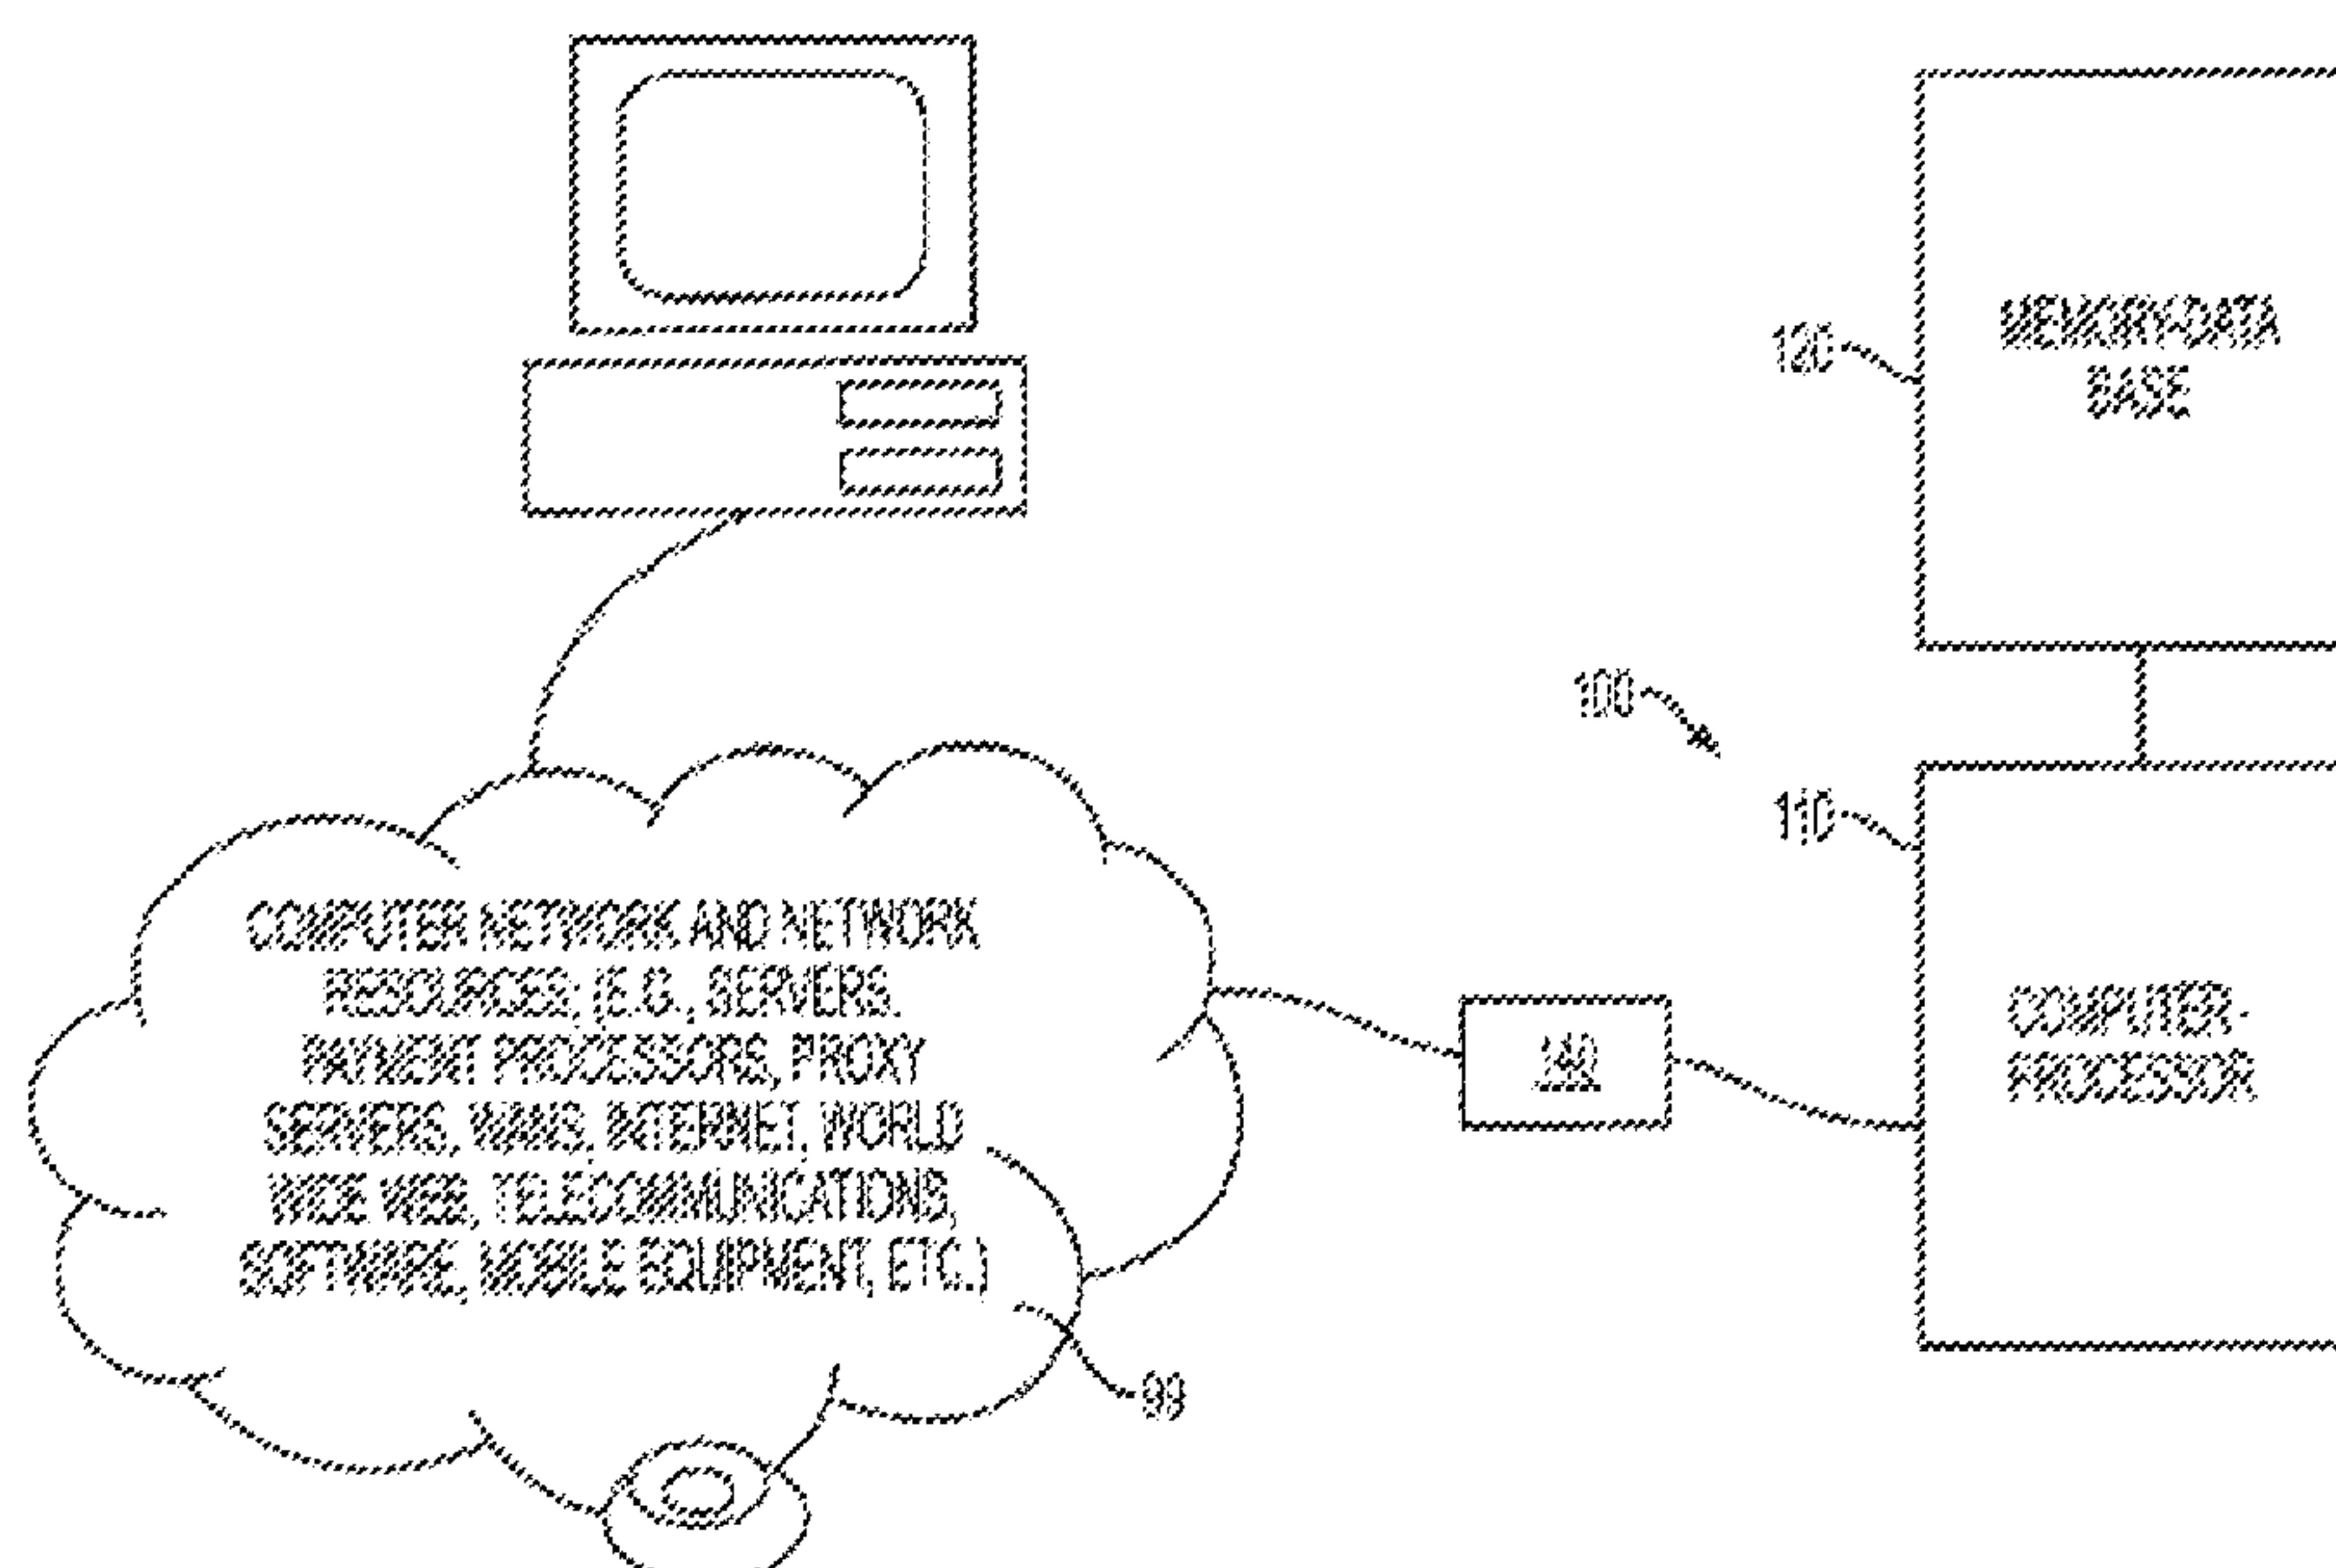 120
MEMORY-DATA
BASE
100
110
COMPUTER NETWORK AND NETWORK
RESOURCES, (E.G., SERVERS,
PAYMENT PROCESSORS, PROXY
SERVERS, WANS, INTERNET, WORLD
WIDE WEB, TELECOMMUNICATIONS,
SOFTWARE, MOBILE EQUIPMENT, ETC.)
140
COMPUTER-
PROCESSOR
99